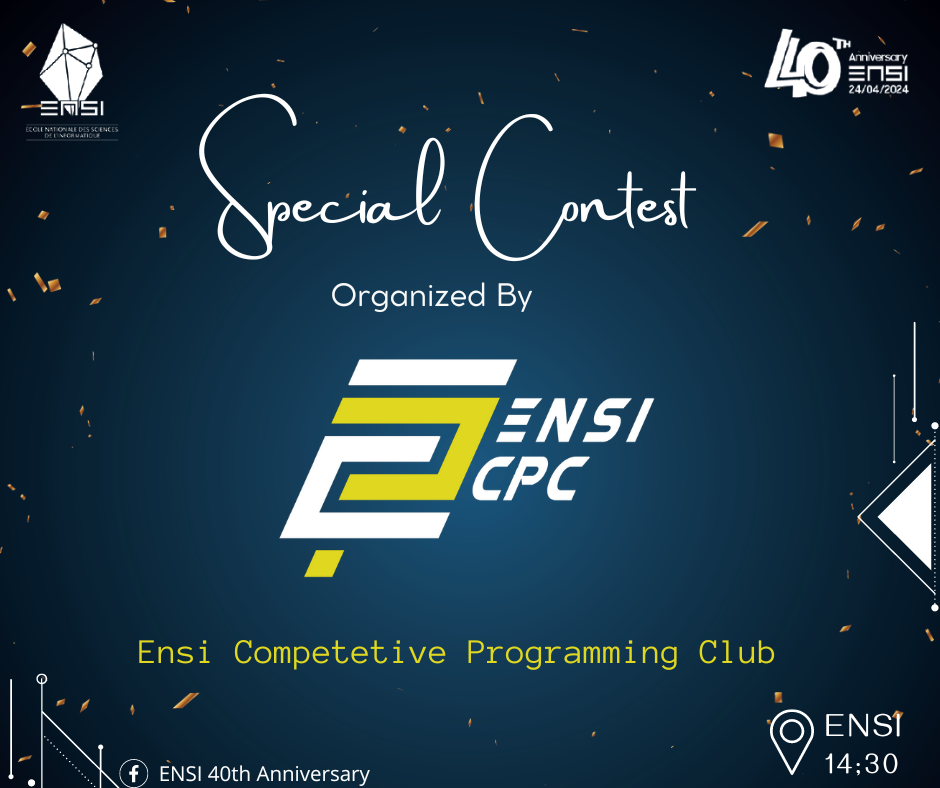 ENSI
ECOLE NATIONALE DES SCIENCES
DE L'INFORMATIQUE
40TH
Anniversary
ENSI
24/04/2024
Special Contest
Organized By
ENSI
CPC
Ensi Competetive Programming Club
ENSI
14;30
ENSI 40th Anniversary